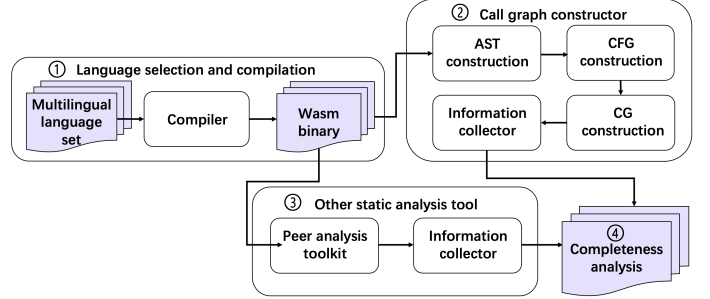 ① Language selection and compilation
Multilingual
language
set
Compiler
Wasm
binary
② Call graph constructor
AST
construction
CFG
construction
Information
collector
CG
construction
③ Other static analysis tool
Peer analysis
toolkit
Information
collector
④
Completeness
analysis